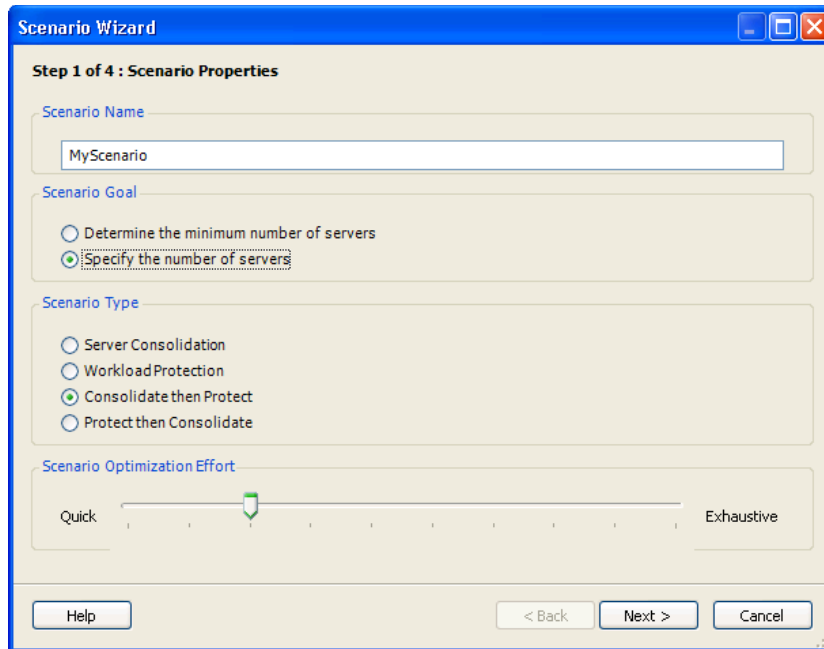 Scenario Wizard
Step 1 of 4 : Scenario Properties
Scenario Name
MyScenario
Scenario Goal
Determine the minimum number of servers
Specify the number of servers
Scenario Type
Server Consolidation
Workload Protection
Consolidate then Protect
Protect then Consolidate
Scenario Optimization Effort
Quick Exhaustive
Help < Back Next > Cancel